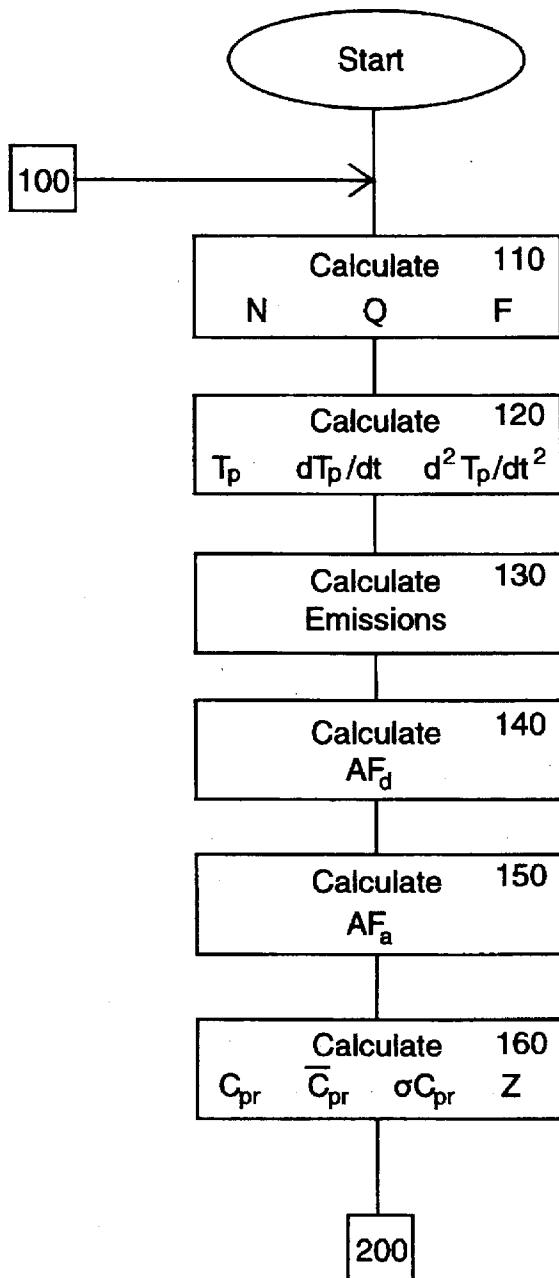 Start
100
Calculate 110
N Q F
Calculate 120
Tₚ dTₚ/dt d²Tₚ/dt²
Calculate 130
Emissions
Calculate 140
AF_d
Calculate 150
AFₐ
Calculate 160
Cₚᵣ C̅ₚᵣ σCₚᵣ Z
200